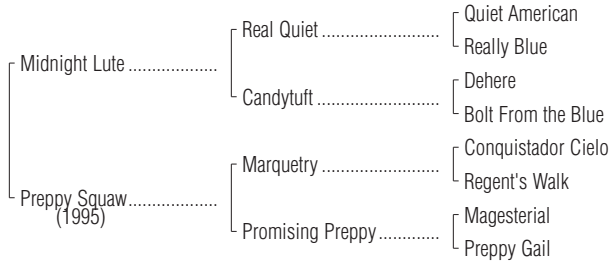 Quiet American
Real Quiet ........................
Really Blue
Midnight Lute ..................
Dehere
Candytuft .........................
Bolt From the Blue
Conquistador Cielo
Marquetry ........................
Regent's Walk
Preppy Squaw..................
(1995)
Magesterial
Promising Preppy.............
Preppy Gail